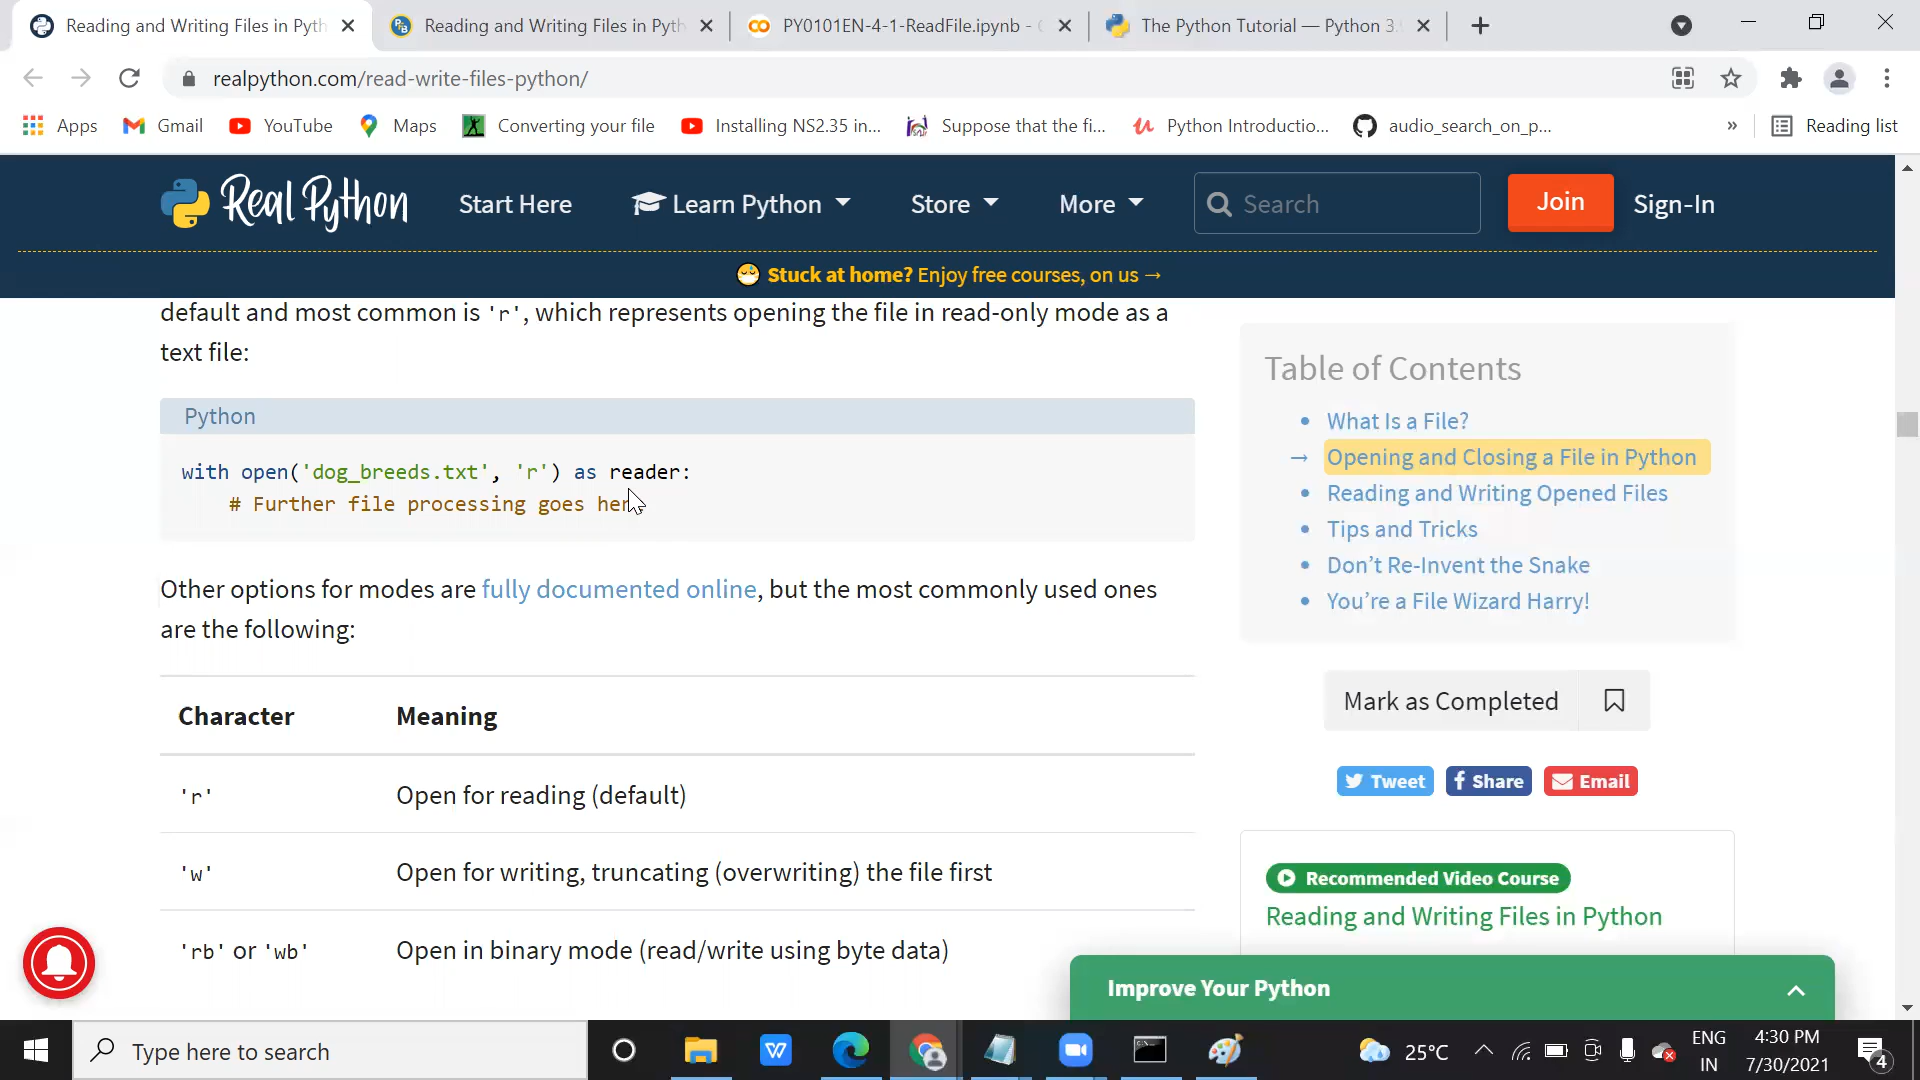 Reading and Writing Files in Pyth
Reading and Writing Files in Pyth
PY0101EN-4-1-ReadFile.ipynb - C
The Python Tutorial — Python 3.
realpython.com/read-write-files-python/
Apps
Gmail
YouTube
Maps
Converting your file
Installing NS2.35 in...
Suppose that the fi...
Python Introductio...
audio_search_on_p...
»
Reading list
Real Python
Start Here
Learn Python
Store
More
Search
Join
Sign-In
Stuck at home? Enjoy free courses, on us →
default and most common is 'r', which represents opening the file in read-only mode as a
text file:
Python
with open('dog_breeds.txt', 'r') as reader:
# Further file processing goes her
Other options for modes are fully documented online, but the most commonly used ones
are the following:
Character Meaning
'r' Open for reading (default)
'w' Open for writing, truncating (overwriting) the file first
'rb' or 'wb' Open in binary mode (read/write using byte data)
Table of Contents
• What Is a File?
→ Opening and Closing a File in Python
• Reading and Writing Opened Files
• Tips and Tricks
• Don’t Re-Invent the Snake
• You’re a File Wizard Harry!
Mark as Completed
Tweet
Share
Email
Recommended Video Course
Reading and Writing Files in Python
Improve Your Python
Type here to search
25°C
ENG
IN
4:30 PM
7/30/2021
4